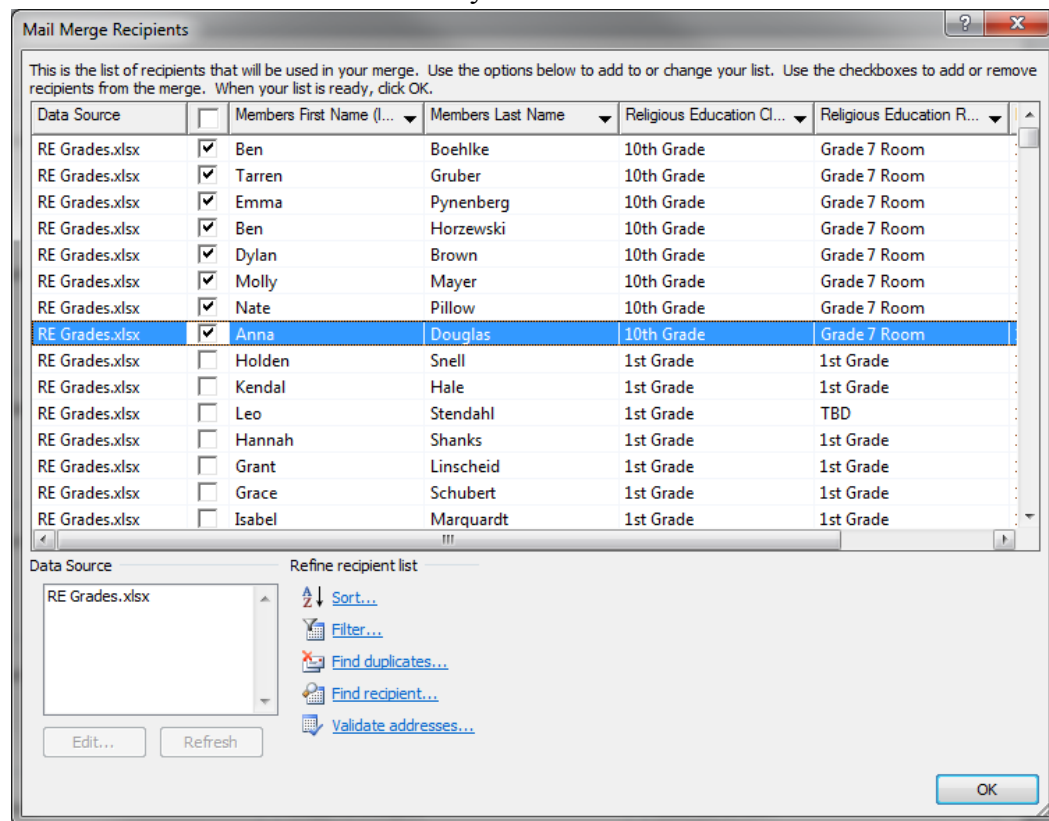 Mail Merge Recipients
This is the list of recipients that will be used in your merge. Use the options below to add to or change your list. Use the checkboxes to add or remove
recipients from the merge. When your list is ready, click OK.
Data Source Members First Name (I... Members Last Name Religious Education Cl... Religious Education R...
RE Grades.xlsx Ben Boehlke 10th Grade Grade 7 Room
RE Grades.xlsx Tarren Gruber 10th Grade Grade 7 Room
RE Grades.xlsx Emma Pynenberg 10th Grade Grade 7 Room
RE Grades.xlsx Ben Horzewski 10th Grade Grade 7 Room
RE Grades.xlsx Dylan Brown 10th Grade Grade 7 Room
RE Grades.xlsx Molly Mayer 10th Grade Grade 7 Room
RE Grades.xlsx Nate Pillow 10th Grade Grade 7 Room
RE Grades.xlsx Anna Douglas 10th Grade Grade 7 Room
RE Grades.xlsx Holden Snell 1st Grade 1st Grade
RE Grades.xlsx Kendal Hale 1st Grade 1st Grade
RE Grades.xlsx Leo Stendahl 1st Grade TBD
RE Grades.xlsx Hannah Shanks 1st Grade 1st Grade
RE Grades.xlsx Grant Linscheid 1st Grade 1st Grade
RE Grades.xlsx Grace Schubert 1st Grade 1st Grade
RE Grades.xlsx Isabel Marquardt 1st Grade 1st Grade
Data Source Refine recipient list
RE Grades.xlsx
Sort...
Filter...
Find duplicates...
Find recipient...
Validate addresses...
Edit... Refresh
OK